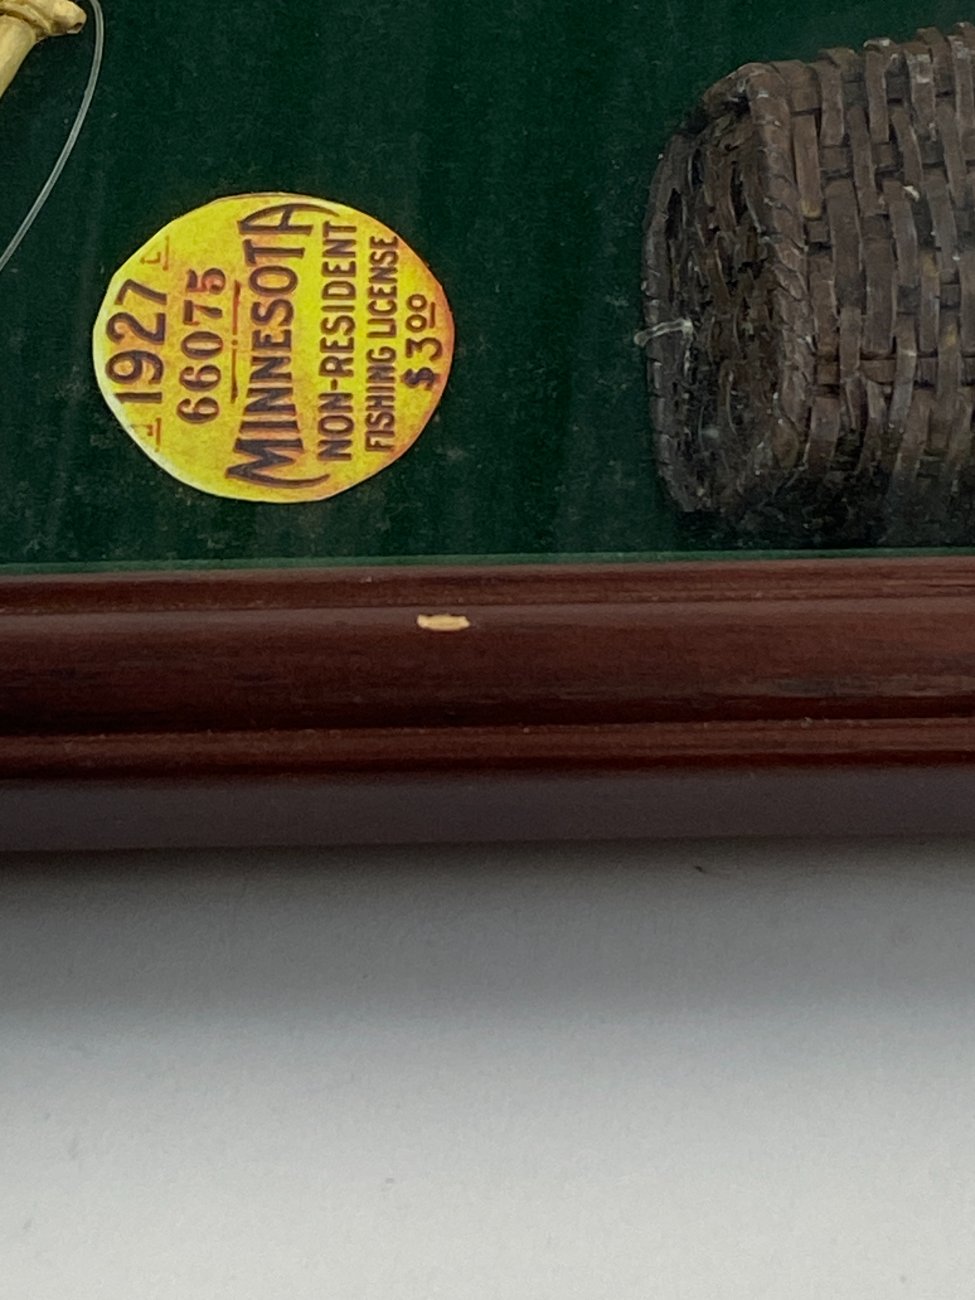 1927
66075
MINNESOTA
NON-RESIDENT
FISHING LICENSE
$3.00